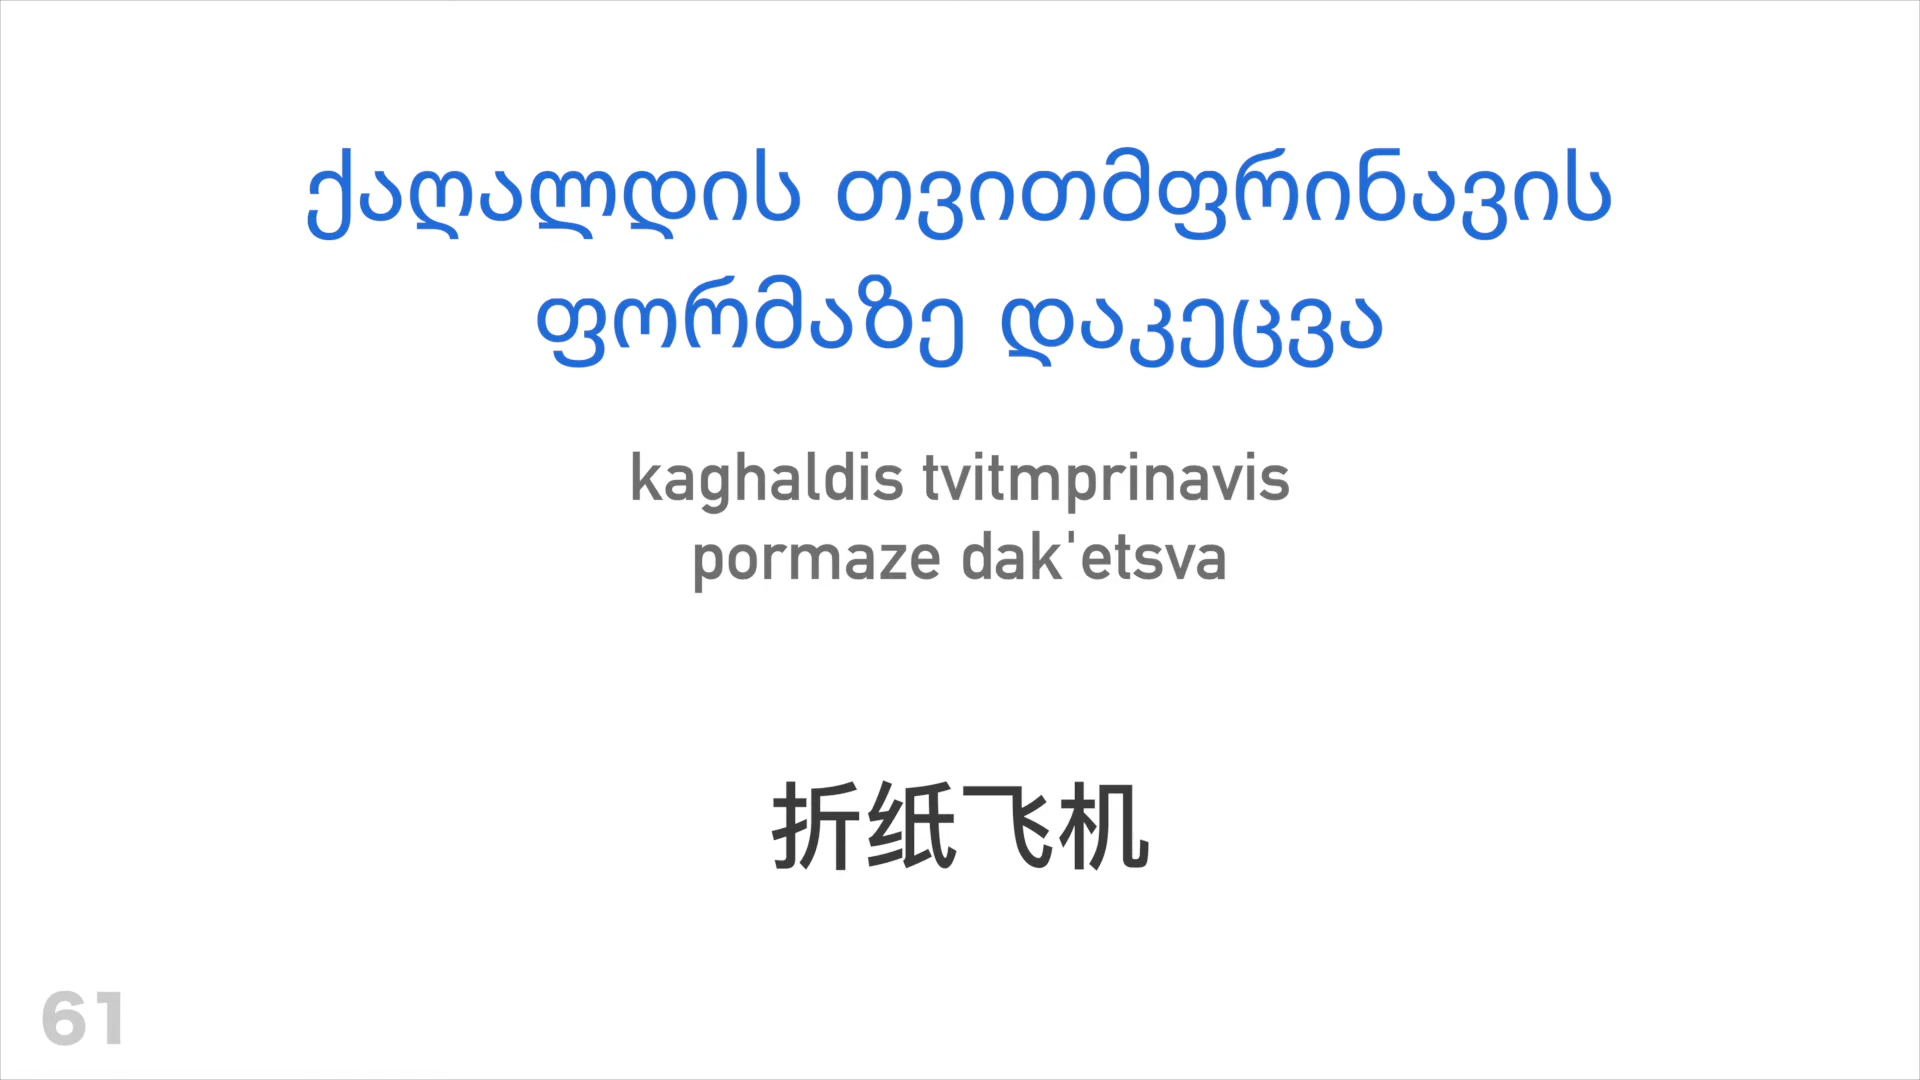 ქაღალდის თვითმფრინავის
ფორმაზე დაკეცვა
kaghaldis tvitmprinavis
pormaze dak'etsva
折纸飞机
61